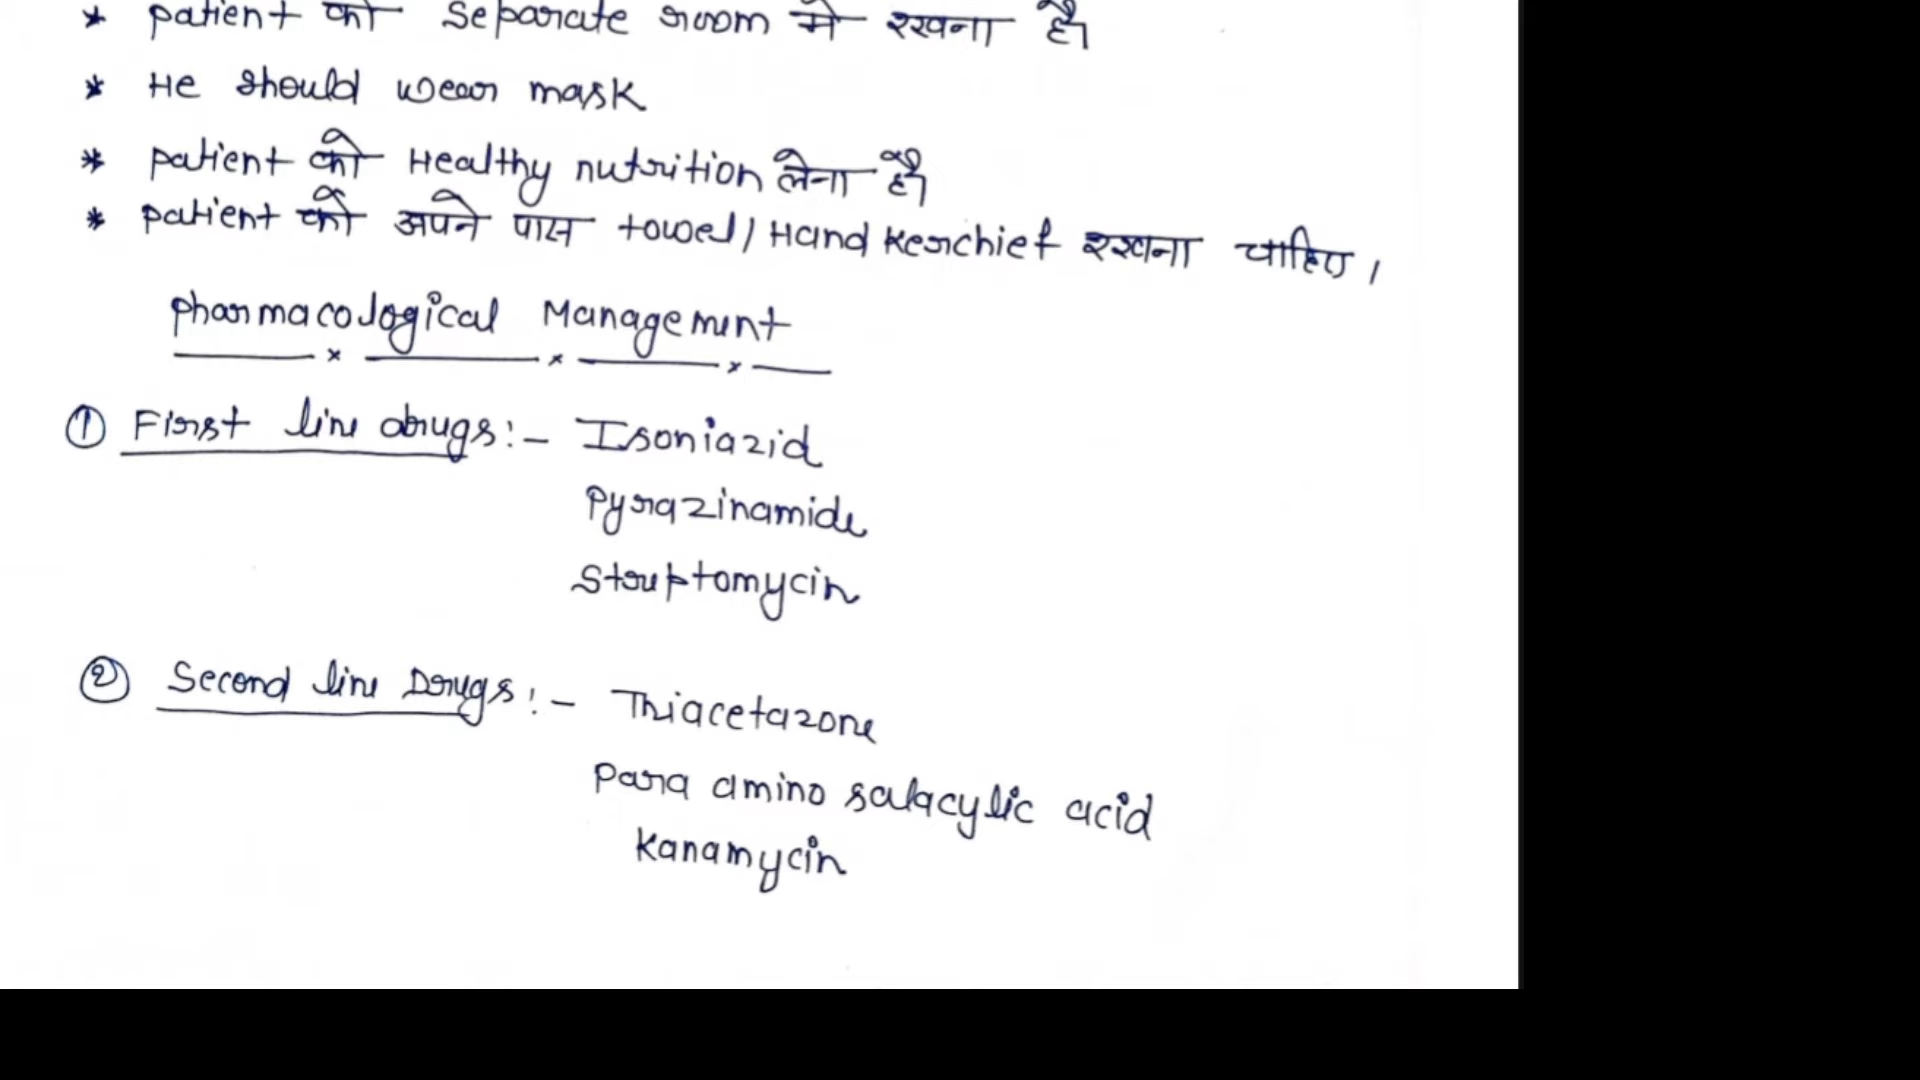 * patient को separate room मे रखना है
* He should wear mask
* patient को Healthy nutrition लेना है
* patient को अपने पास towel/Hand Kerchief रखना चाहिए।
pharmacological Management
① First line drugs:- Isoniazid
Pyrazinamide
Streptomycin
② Second line Drugs:- Thiacetazone
Para amino salacylic acid
Kanamycin